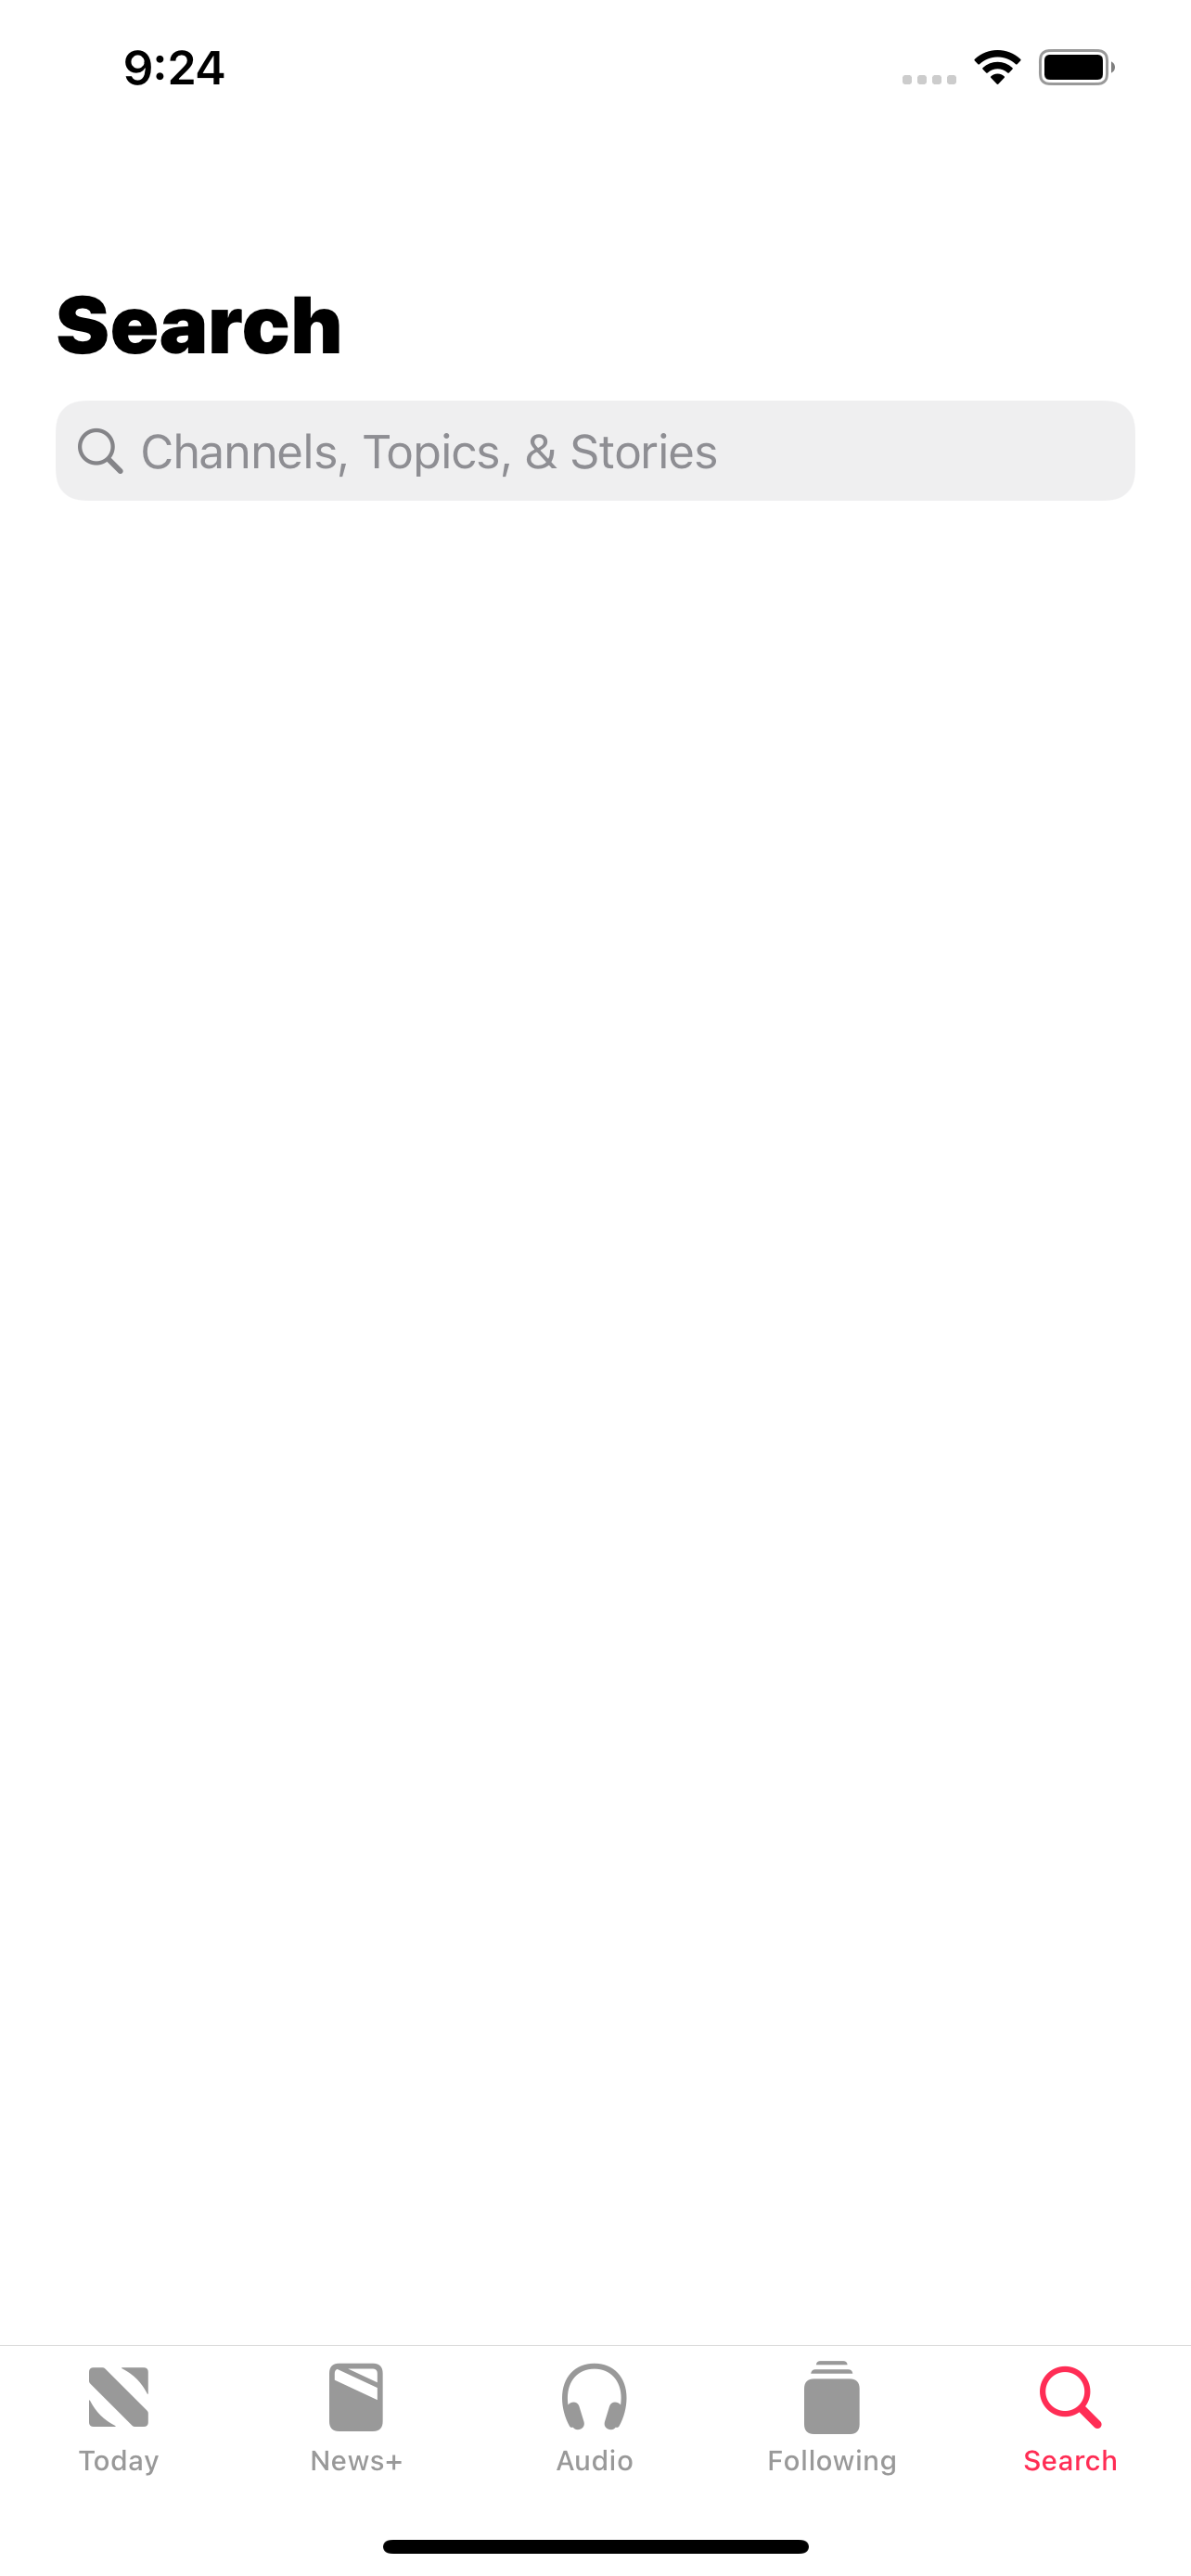 9:24
Search
Channels, Topics, & Stories
Today
News+
Audio
Following
Search